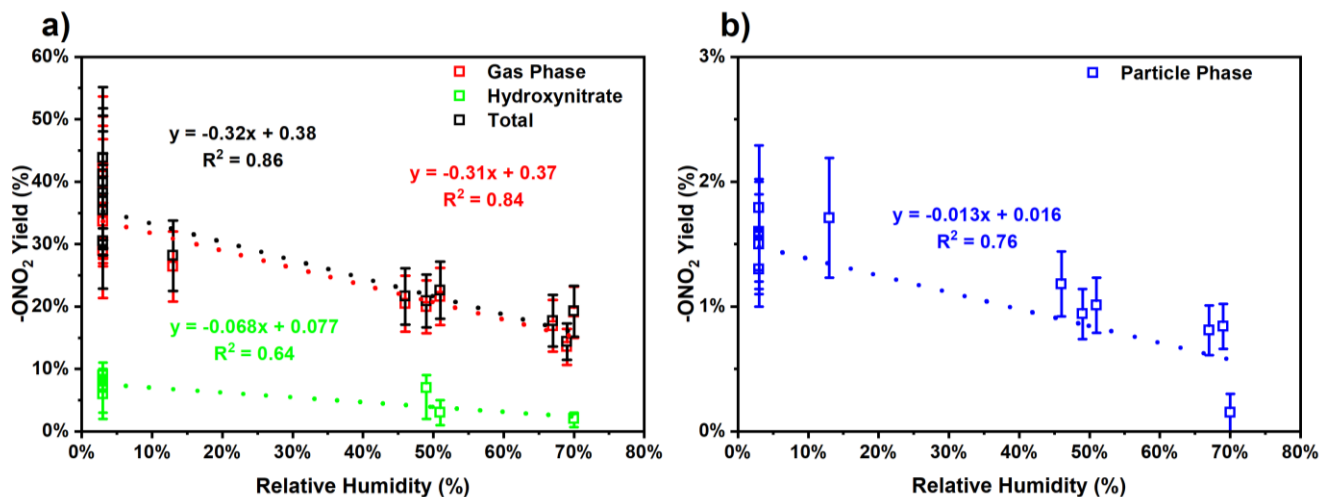 a)
60%
50%
40%
30%
20%
10%
0%
-ONO₂ Yield (%)
Gas Phase
Hydroxynitrate
Total
y = -0.32x + 0.38
R² = 0.86
y = -0.31x + 0.37
R² = 0.84
y = -0.068x + 0.077
R² = 0.64
0% 10% 20% 30% 40% 50% 60% 70% 80%
Relative Humidity (%)
b)
3%
2%
1%
0%
-ONO₂ Yield (%)
Particle Phase
y = -0.013x + 0.016
R² = 0.76
0% 10% 20% 30% 40% 50% 60% 70% 80%
Relative Humidity (%)